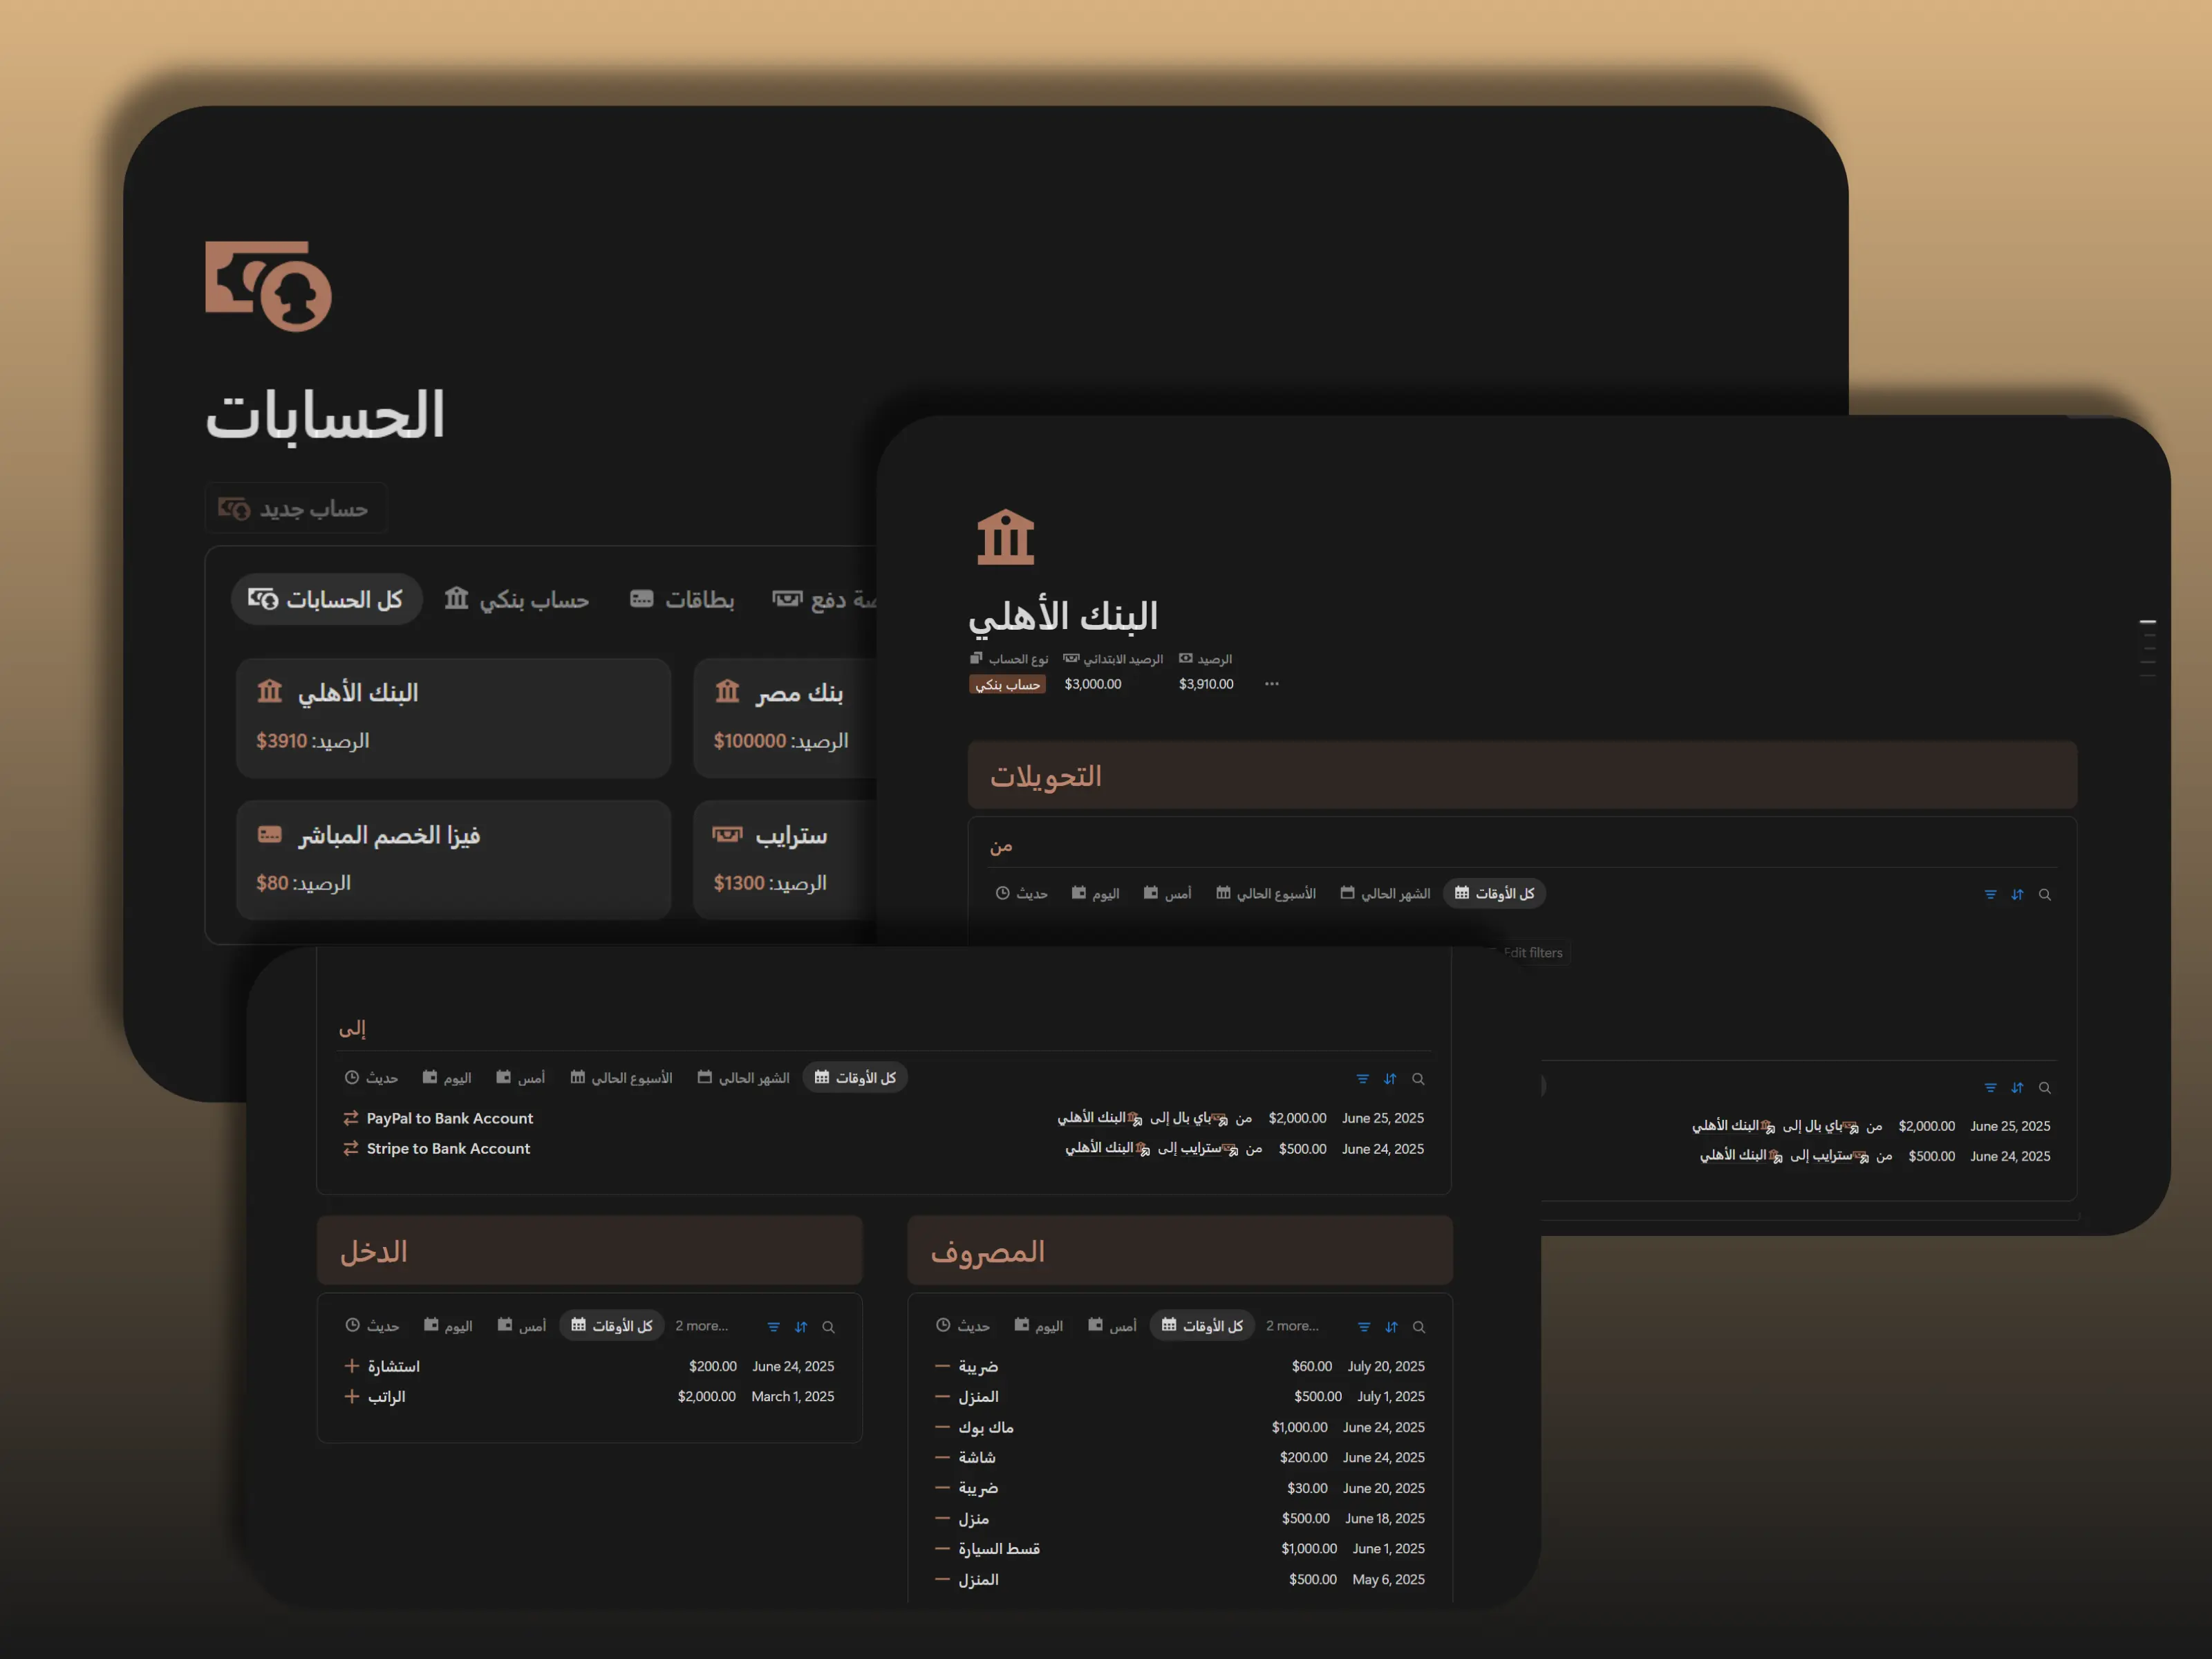 الحسابات
حساب جديد
كل الحسابات حساب بنكي بطاقات دفع
البنك الأهلي
الرصيد: $3910
بنك مصر
الرصيد: $100000
فيزا الخصم المباشر
الرصيد: $80
سترايب
الرصيد: $1300
البنك الأهلي
نوع الحساب الرصيد الابتدائي الرصيد
حساب بنكي $3,000.00 $3,910.00
التحويلات
من
حديث اليوم أمس الأسبوع الحالي الشهر الحالي كل الأوقات
Edit filters
من باي بال إلى البنك الأهلي $2,000.00 June 25, 2025
من سترايب إلى البنك الأهلي $500.00 June 24, 2025
إلى
حديث اليوم أمس الأسبوع الحالي الشهر الحالي كل الأوقات
PayPal to Bank Account من باي بال إلى البنك الأهلي $2,000.00 June 25, 2025
Stripe to Bank Account من سترايب إلى البنك الأهلي $500.00 June 24, 2025
الدخل
حديث اليوم أمس كل الأوقات 2 more...
استشارة $200.00 June 24, 2025
الراتب $2,000.00 March 1, 2025
المصروف
حديث اليوم أمس كل الأوقات 2 more...
ضريبة $60.00 July 20, 2025
المنزل $500.00 July 1, 2025
ماك بوك $1,000.00 June 24, 2025
شاشة $200.00 June 24, 2025
ضريبة $30.00 June 20, 2025
منزل $500.00 June 18, 2025
قسط السيارة $1,000.00 June 1, 2025
المنزل $500.00 May 6, 2025